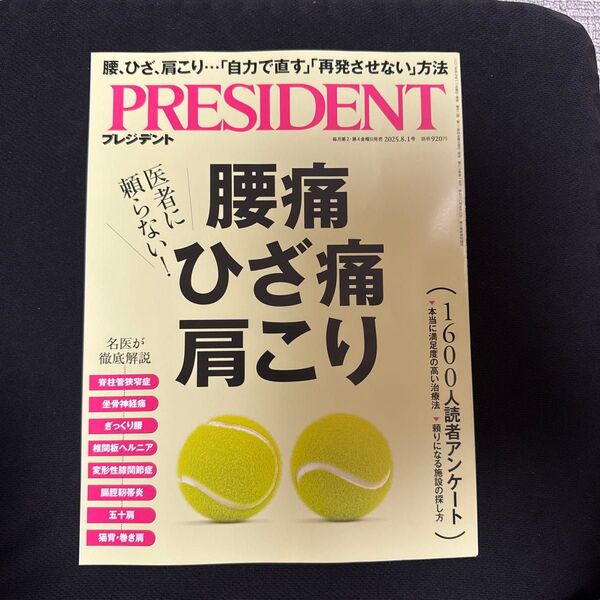 腰、ひざ、肩こり…「自力で直す」「再発させない」方法
PRESIDENT
プレジデント
毎月第2・第4金曜日発売 2025.8.1号 価格920円
医者に
頼らない!
腰痛
ひざ痛
肩こり
名医が
徹底解説
脊柱管狭窄症
坐骨神経痛
ぎっくり腰
椎間板ヘルニア
変形性膝関節症
腸脛靭帯炎
五十肩
猫背・巻き肩
(1600人読者アンケート)
▼本当に満足度の高い治療法 ▼頼りになる施設の探し方